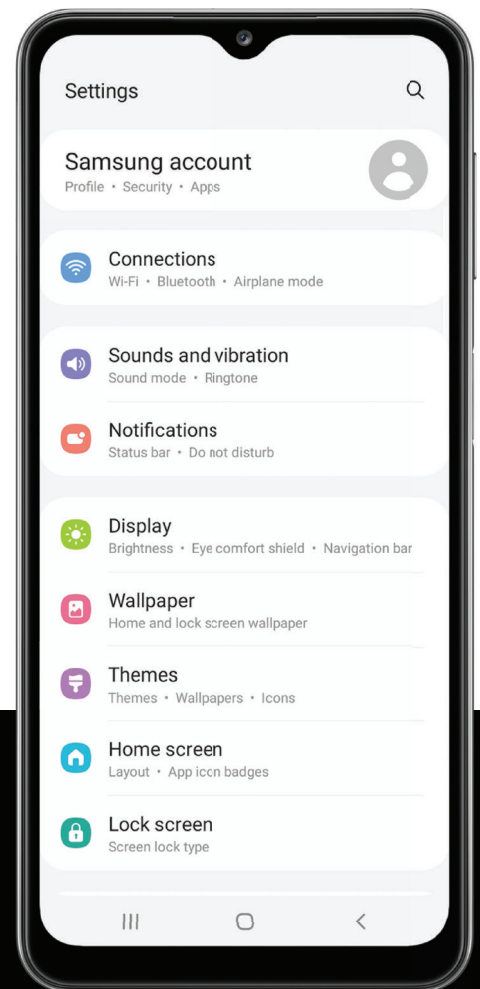 Settings
Samsung account
Profile • Security • Apps
Connections
Wi-Fi • Bluetooth • Airplane mode
Sounds and vibration
Sound mode • Ringtone
Notifications
Status bar • Do not disturb
Display
Brightness • Eye comfort shield • Navigation bar
Wallpaper
Home and lock screen wallpaper
Themes
Themes • Wallpapers • Icons
Home screen
Layout • App icon badges
Lock screen
Screen lock type